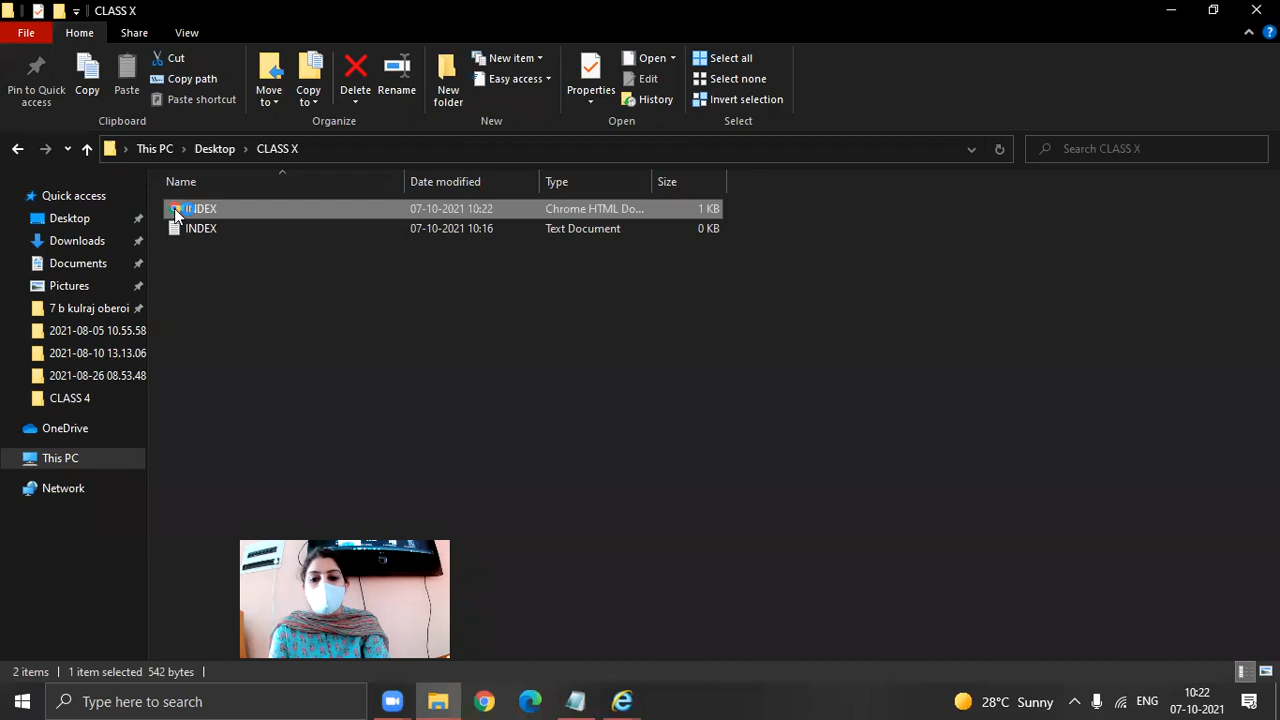 CLASS X
File Home Share View
Pin to Quick access
Copy
Paste
Cut
Copy path
Paste shortcut
Clipboard
Move to
Copy to
Delete
Rename
Organize
New folder
New item
Easy access
New
Properties
Open
Edit
History
Open
Select all
Select none
Invert selection
Select
This PC Desktop CLASS X
Search CLASS X
Name Date modified Type Size
INDEX 07-10-2021 10:22 Chrome HTML Do... 1 KB
INDEX 07-10-2021 10:16 Text Document 0 KB
Quick access
Desktop
Downloads
Documents
Pictures
7 b kulraj oberoi
2021-08-05 10.55.58
2021-08-10 13.13.06
2021-08-26 08.53.48
CLASS 4
OneDrive
This PC
Network
2 items 1 item selected 542 bytes
Type here to search
28°C Sunny
ENG
10:22
07-10-2021